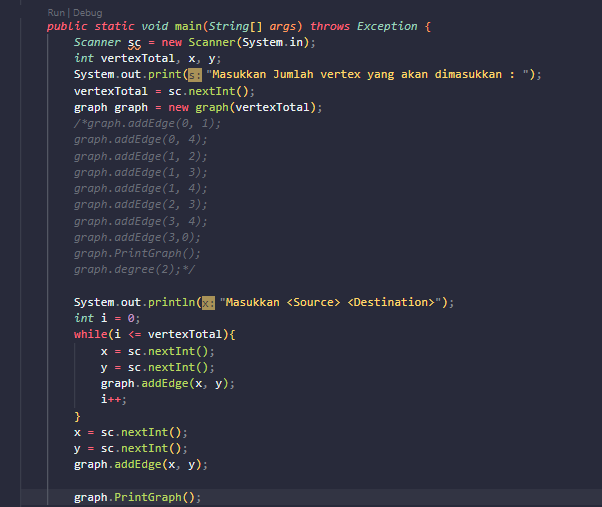 Run | Debug
public static void main(String[] args) throws Exception {
Scanner sc = new Scanner(System.in);
int vertexTotal, x, y;
System.out.print(s: "Masukkan Jumlah vertex yang akan dimasukkan : ");
vertexTotal = sc.nextInt();
graph graph = new graph(vertexTotal);
/*graph.addEdge(0, 1);
graph.addEdge(0, 4);
graph.addEdge(1, 2);
graph.addEdge(1, 3);
graph.addEdge(1, 4);
graph.addEdge(2, 3);
graph.addEdge(3, 4);
graph.addEdge(3,0);
graph.PrintGraph();
graph.degree(2);*/
System.out.println(x: "Masukkan <Source> <Destination>");
int i = 0;
while(i <= vertexTotal){
x = sc.nextInt();
y = sc.nextInt();
graph.addEdge(x, y);
i++;
}
x = sc.nextInt();
y = sc.nextInt();
graph.addEdge(x, y);
graph.PrintGraph();